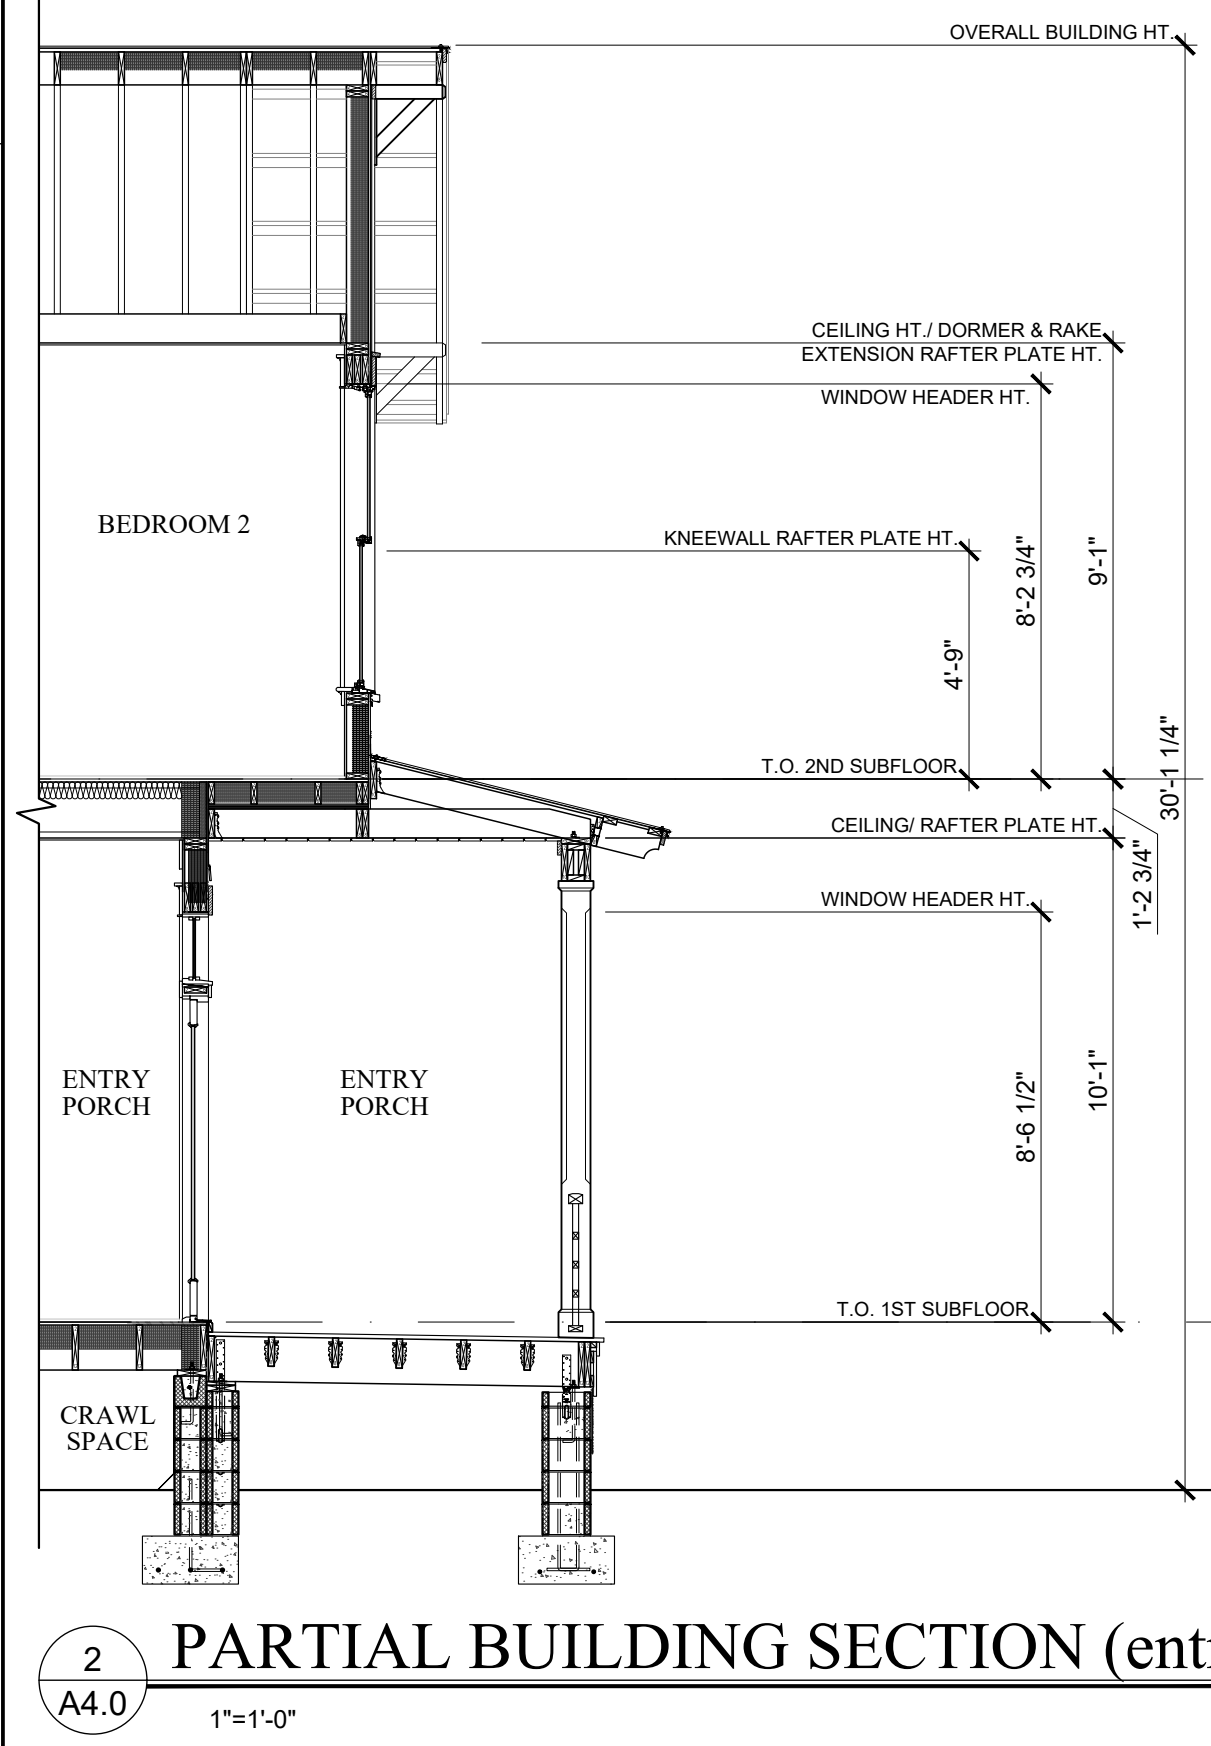 OVERALL BUILDING HT.
CEILING HT./ DORMER & RAKE
EXTENSION RAFTER PLATE HT.
WINDOW HEADER HT.
BEDROOM 2
KNEEWALL RAFTER PLATE HT.
8'-2 3/4"
9'-1"
4'-9"
T.O. 2ND SUBFLOOR
30'-1 1/4"
CEILING/ RAFTER PLATE HT.
1'-2 3/4"
WINDOW HEADER HT.
ENTRY
PORCH
ENTRY
PORCH
8'-6 1/2"
10'-1"
T.O. 1ST SUBFLOOR
CRAWL
SPACE
2
A4.0
PARTIAL BUILDING SECTION (ent
1"=1'-0"